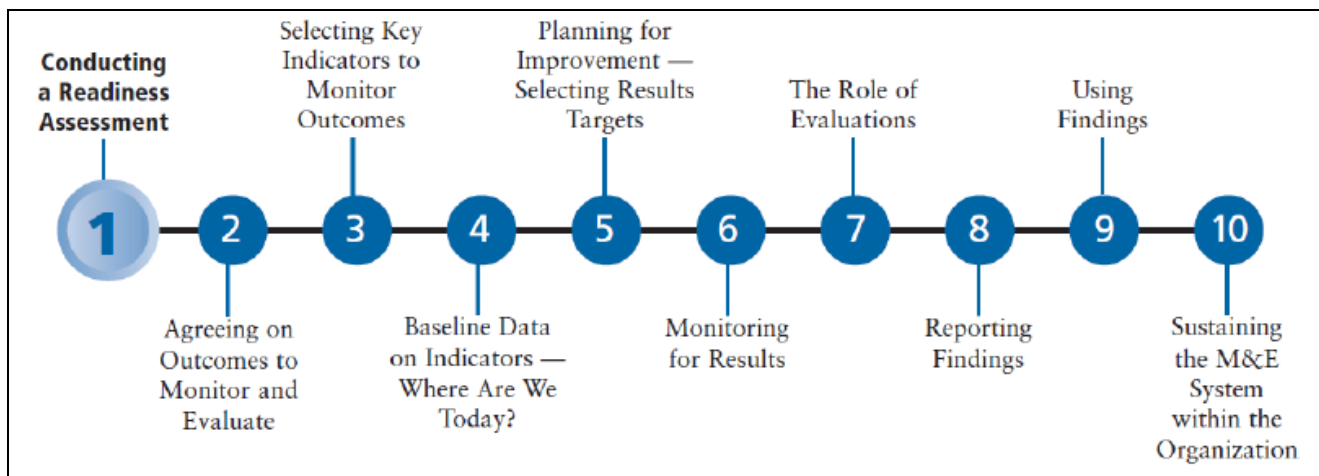 Conducting
a Readiness
Assessment
Selecting Key
Indicators to
Monitor
Outcomes
Planning for
Improvement —
Selecting Results
Targets
The Role of
Evaluations
Using
Findings
1
2
3
4
5
6
7
8
9
10
Agreeing on
Outcomes to
Monitor and
Evaluate
Baseline Data
on Indicators —
Where Are We
Today?
Monitoring
for Results
Reporting
Findings
Sustaining
the M&E
System
within the
Organization